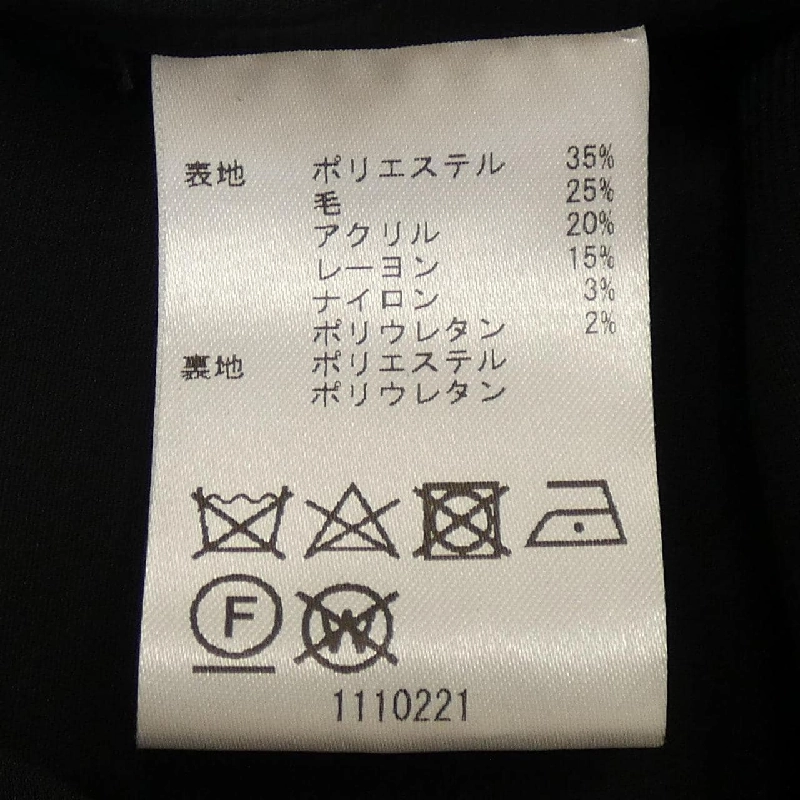 表地 ポリエステル 35%
毛 25%
アクリル 20%
レーヨン 15%
ナイロン 3%
ポリウレタン 2%
裏地 ポリエステル
ポリウレタン
F W
1110221